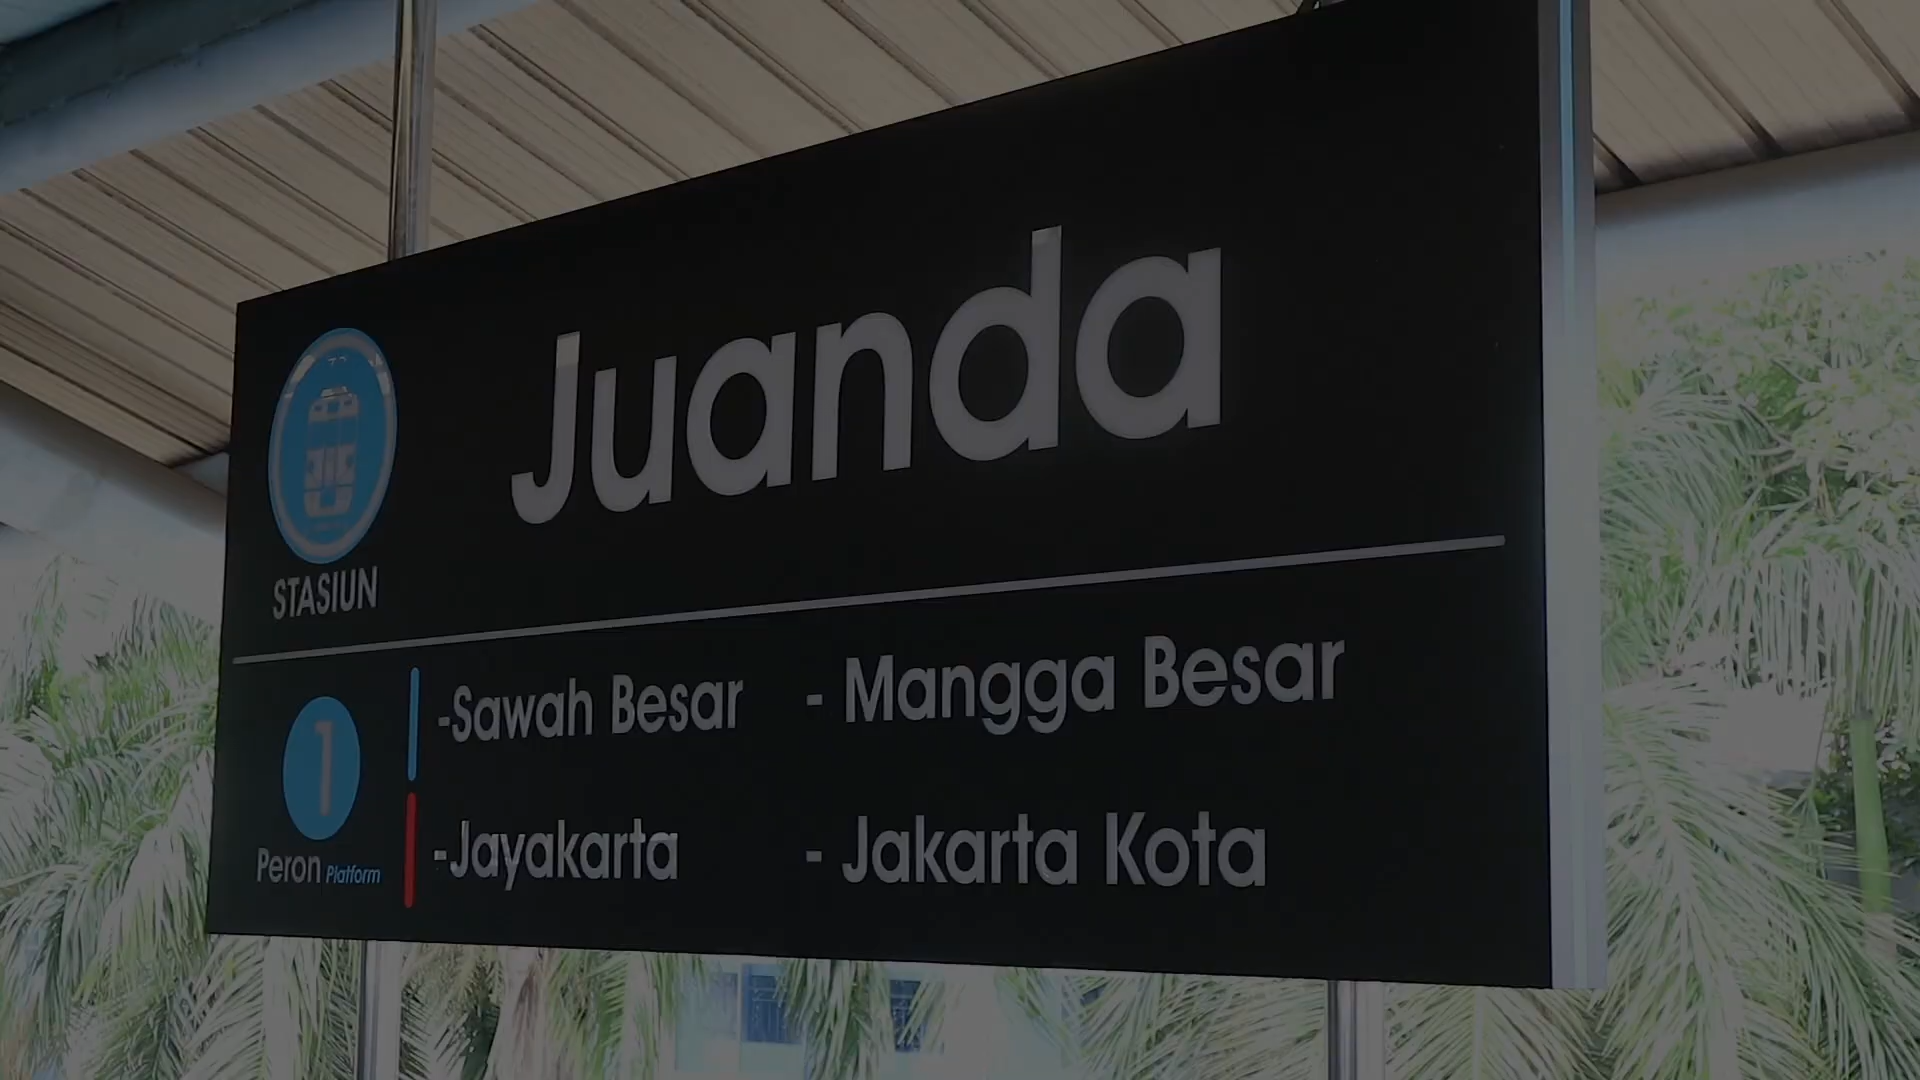 Juanda
STASIUN
-Sawah Besar - Mangga Besar
1
-Jayakarta - Jakarta Kota
Peron Platform